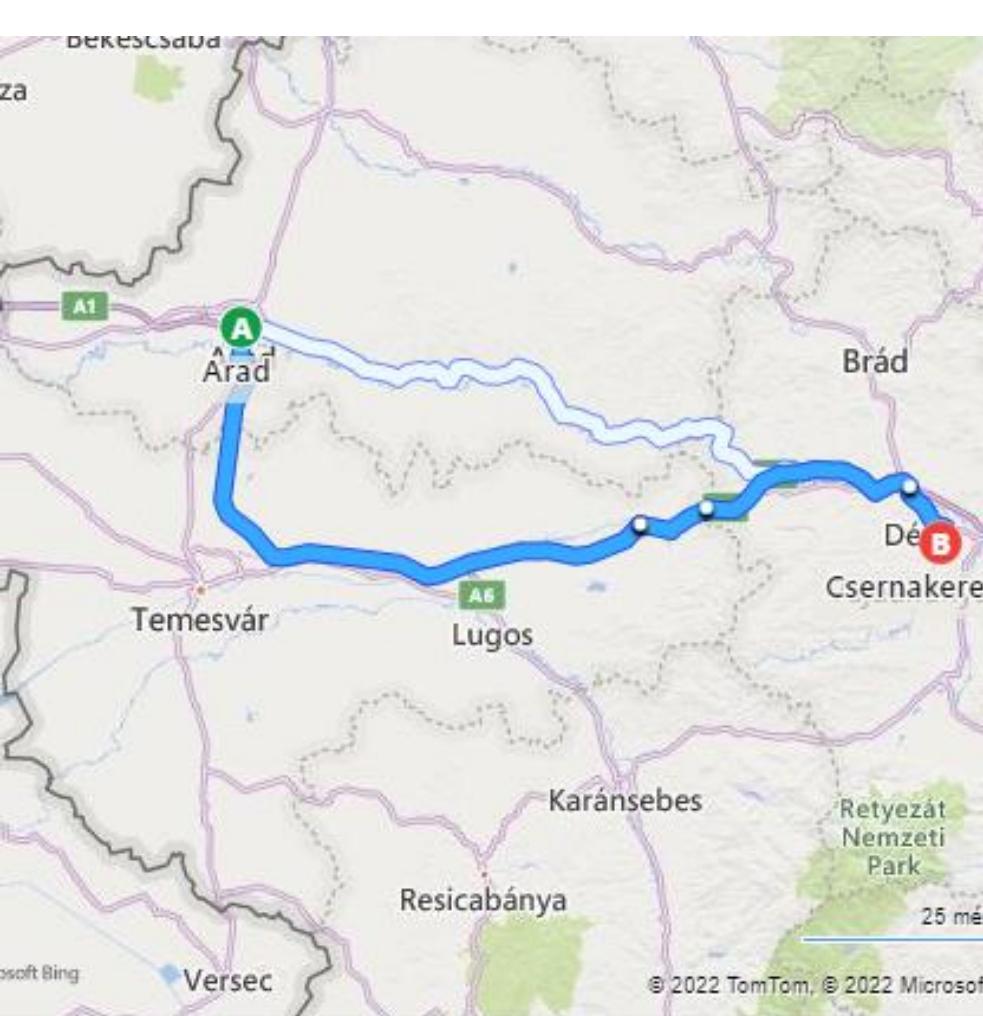 Békéscsaba
za
A1
A
Arad
Brád
Dé
B
Csernakere
A6
Temesvár
Lugos
Karánsebes
Retyezát
Nemzeti
Park
Resicabánya
25 mé
osoft Bing
Versec
© 2022 TomTom, © 2022 Microsof